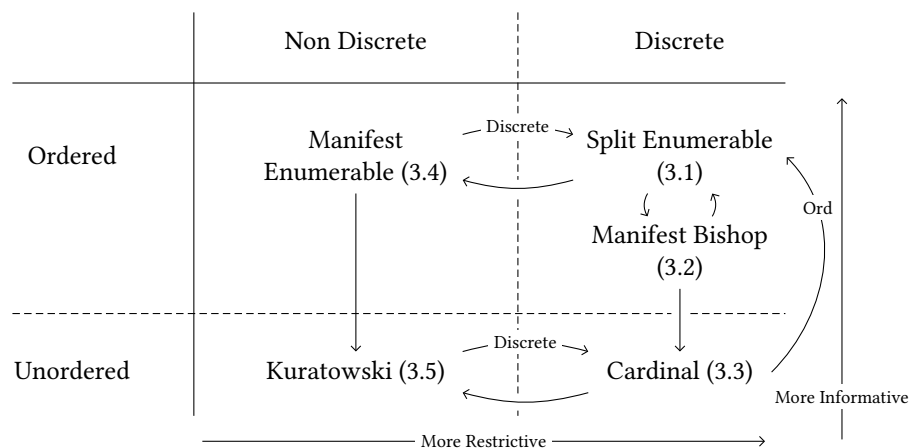 Non Discrete
Discrete
Ordered
Manifest
Enumerable (3.4)
Discrete
Split Enumerable
(3.1)
Ord
Manifest Bishop
(3.2)
Unordered
Kuratowski (3.5)
Discrete
Cardinal (3.3)
More Informative
More Restrictive